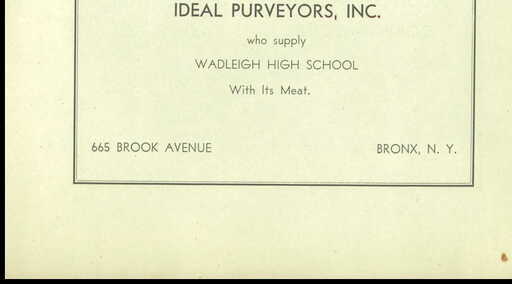 IDEAL PURVEYORS, INC.
who supply
WADLEIGH HIGH SCHOOL
With Its Meat.
665 BROOK AVENUE BRONX, N. Y.